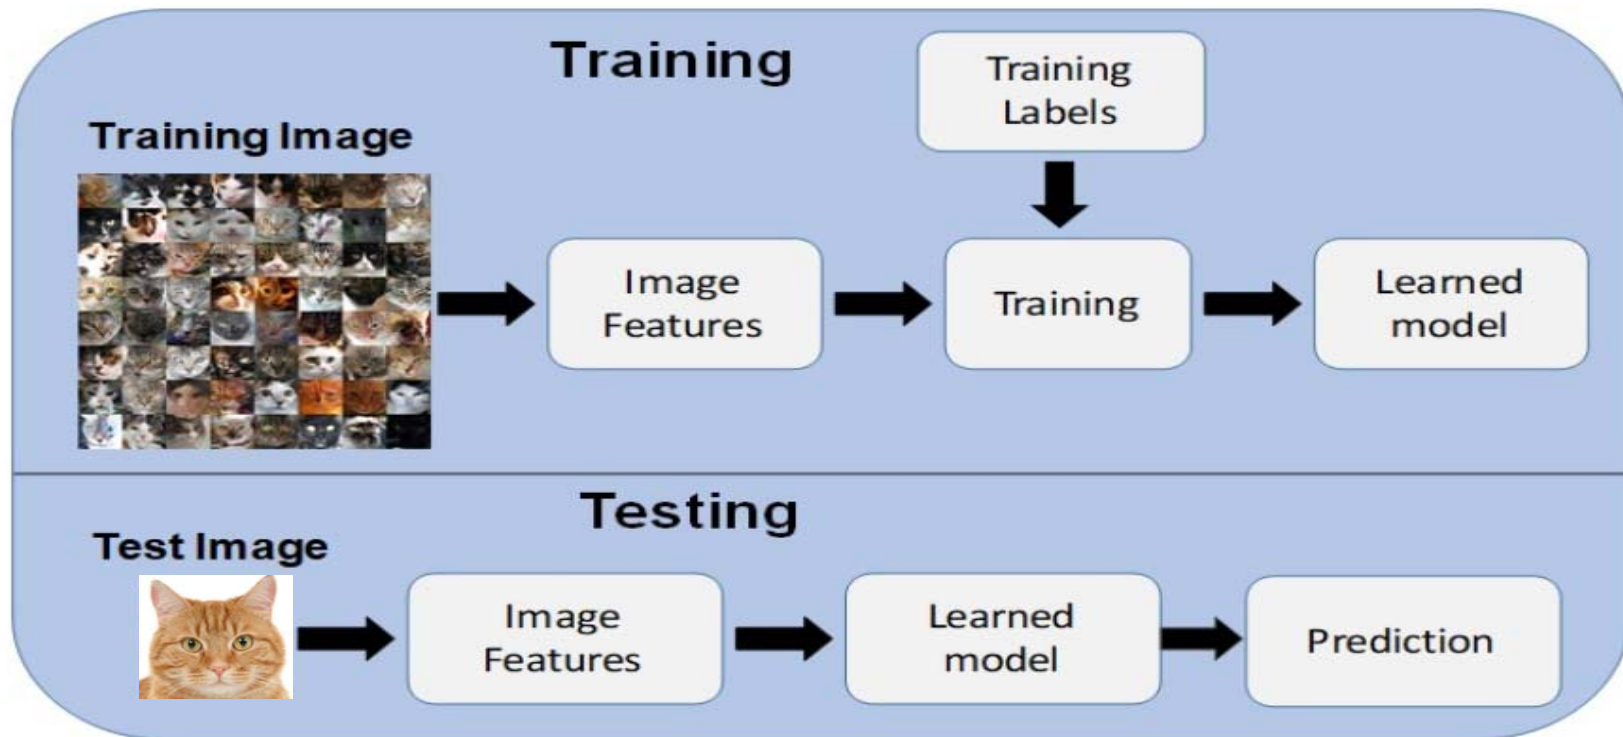 Training
Training
Labels
Training Image
Image
Features
Training
Learned
model
Testing
Test Image
Image
Features
Learned
model
Prediction